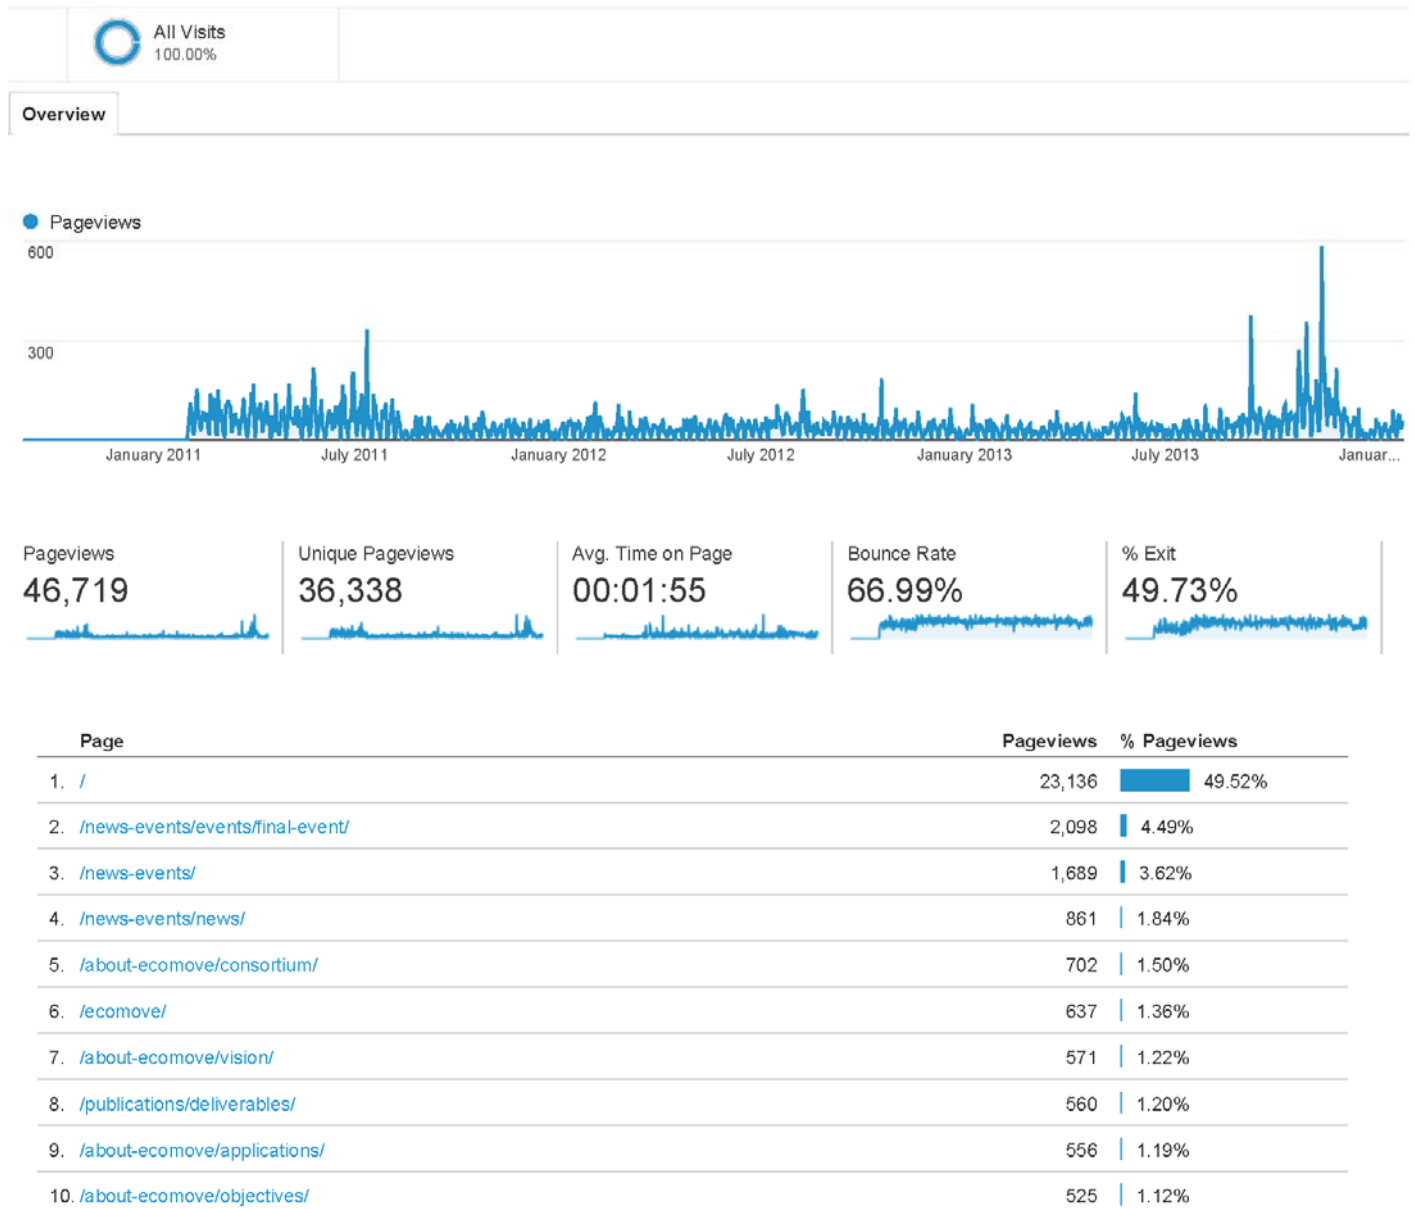 All Visits
100.00%
Overview
Pageviews
600
300
January 2011 July 2011 January 2012 July 2012 January 2013 July 2013 Januar...
Pageviews Unique Pageviews Avg. Time on Page Bounce Rate % Exit
46,719 36,338 00:01:55 66.99% 49.73%
Page Pageviews % Pageviews
1. / 23,136 49.52%
2. /news-events/events/final-event/ 2,098 4.49%
3. /news-events/ 1,689 3.62%
4. /news-events/news/ 861 1.84%
5. /about-ecomove/consortium/ 702 1.50%
6. /ecomove/ 637 1.36%
7. /about-ecomove/vision/ 571 1.22%
8. /publications/deliverables/ 560 1.20%
9. /about-ecomove/applications/ 556 1.19%
10. /about-ecomove/objectives/ 525 1.12%